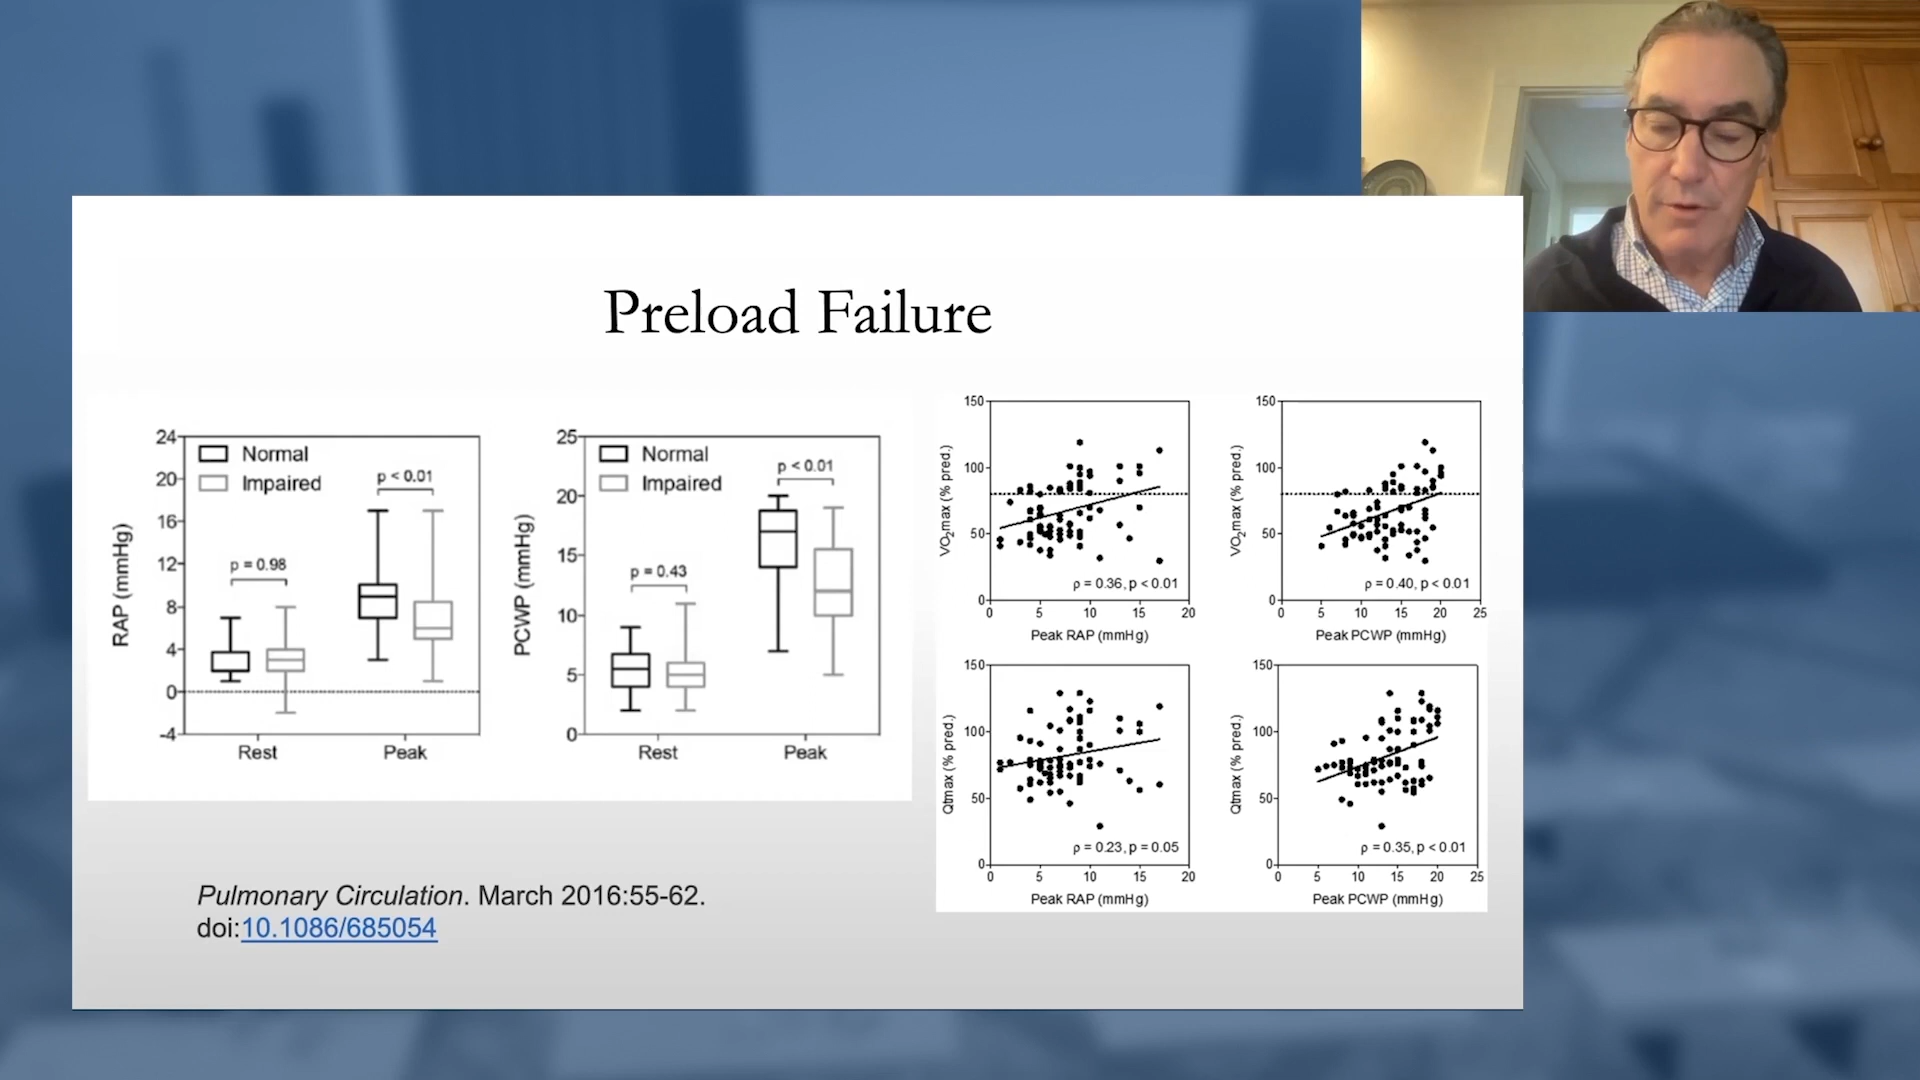 Preload Failure
24
20
16
12
8
4
0
-4
RAP (mmHg)
Normal
Impaired
p = 0.98
p < 0.01
Rest
Peak
25
20
15
10
5
0
PCWP (mmHg)
Normal
Impaired
p = 0.43
p < 0.01
Rest
Peak
150
100
50
0
VO2max (% pred.)
ρ = 0.36, p < 0.01
0 5 10 15 20
Peak RAP (mmHg)
150
100
50
0
VO2max (% pred.)
ρ = 0.40, p < 0.01
0 5 10 15 20 25
Peak PCWP (mmHg)
150
100
50
0
Qtmax (% pred.)
ρ = 0.23, p = 0.05
0 5 10 15 20
Peak RAP (mmHg)
150
100
50
0
Qtmax (% pred.)
ρ = 0.35, p < 0.01
0 5 10 15 20 25
Peak PCWP (mmHg)
Pulmonary Circulation. March 2016:55-62.
doi:10.1086/685054